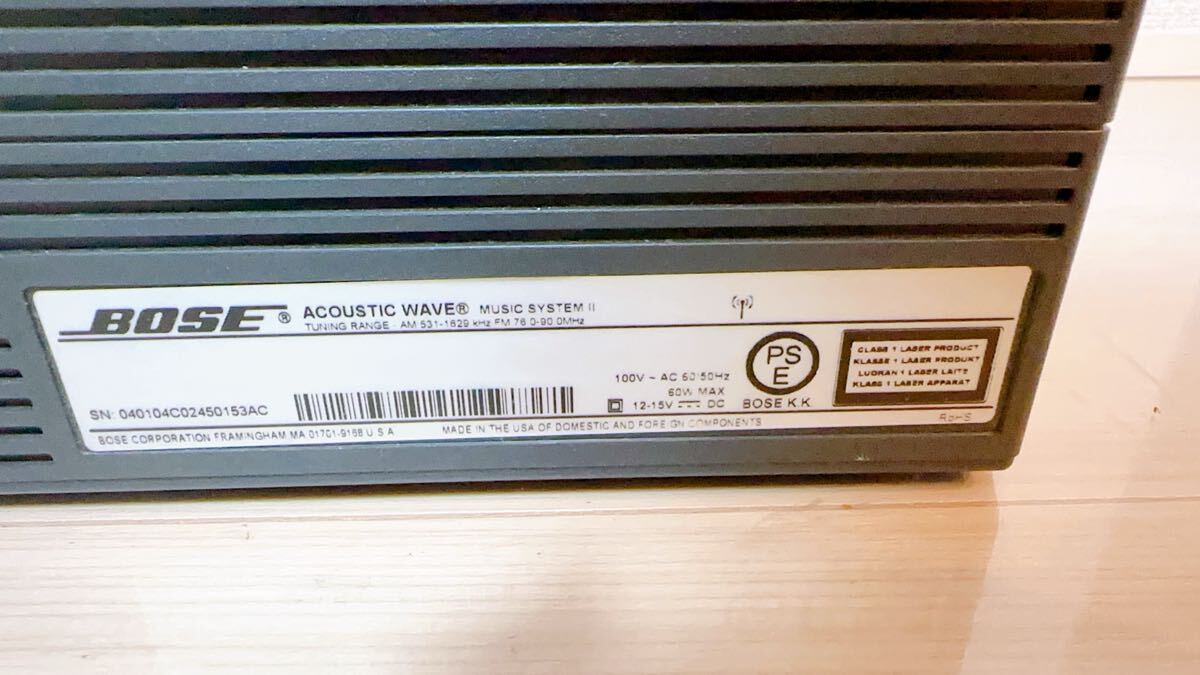 BOSE® ACOUSTIC WAVE® MUSIC SYSTEM II
TUNING RANGE - AM 531-1629 kHz FM 76.0-90.0MHz
SN: 040104C02450153AC
100V ~ AC 50/60Hz
60W MAX
12-15V DC
PS
E
BOSE K.K.
CLASS 1 LASER PRODUCT
KLASSE 1 LASER PRODUKT
LUOKAN 1 LASER LAITE
KLASS 1 LASER APPARAT
BOSE CORPORATION FRAMINGHAM MA 01701-9168 U S A
MADE IN THE USA OF DOMESTIC AND FOREIGN COMPONENTS
RoHS